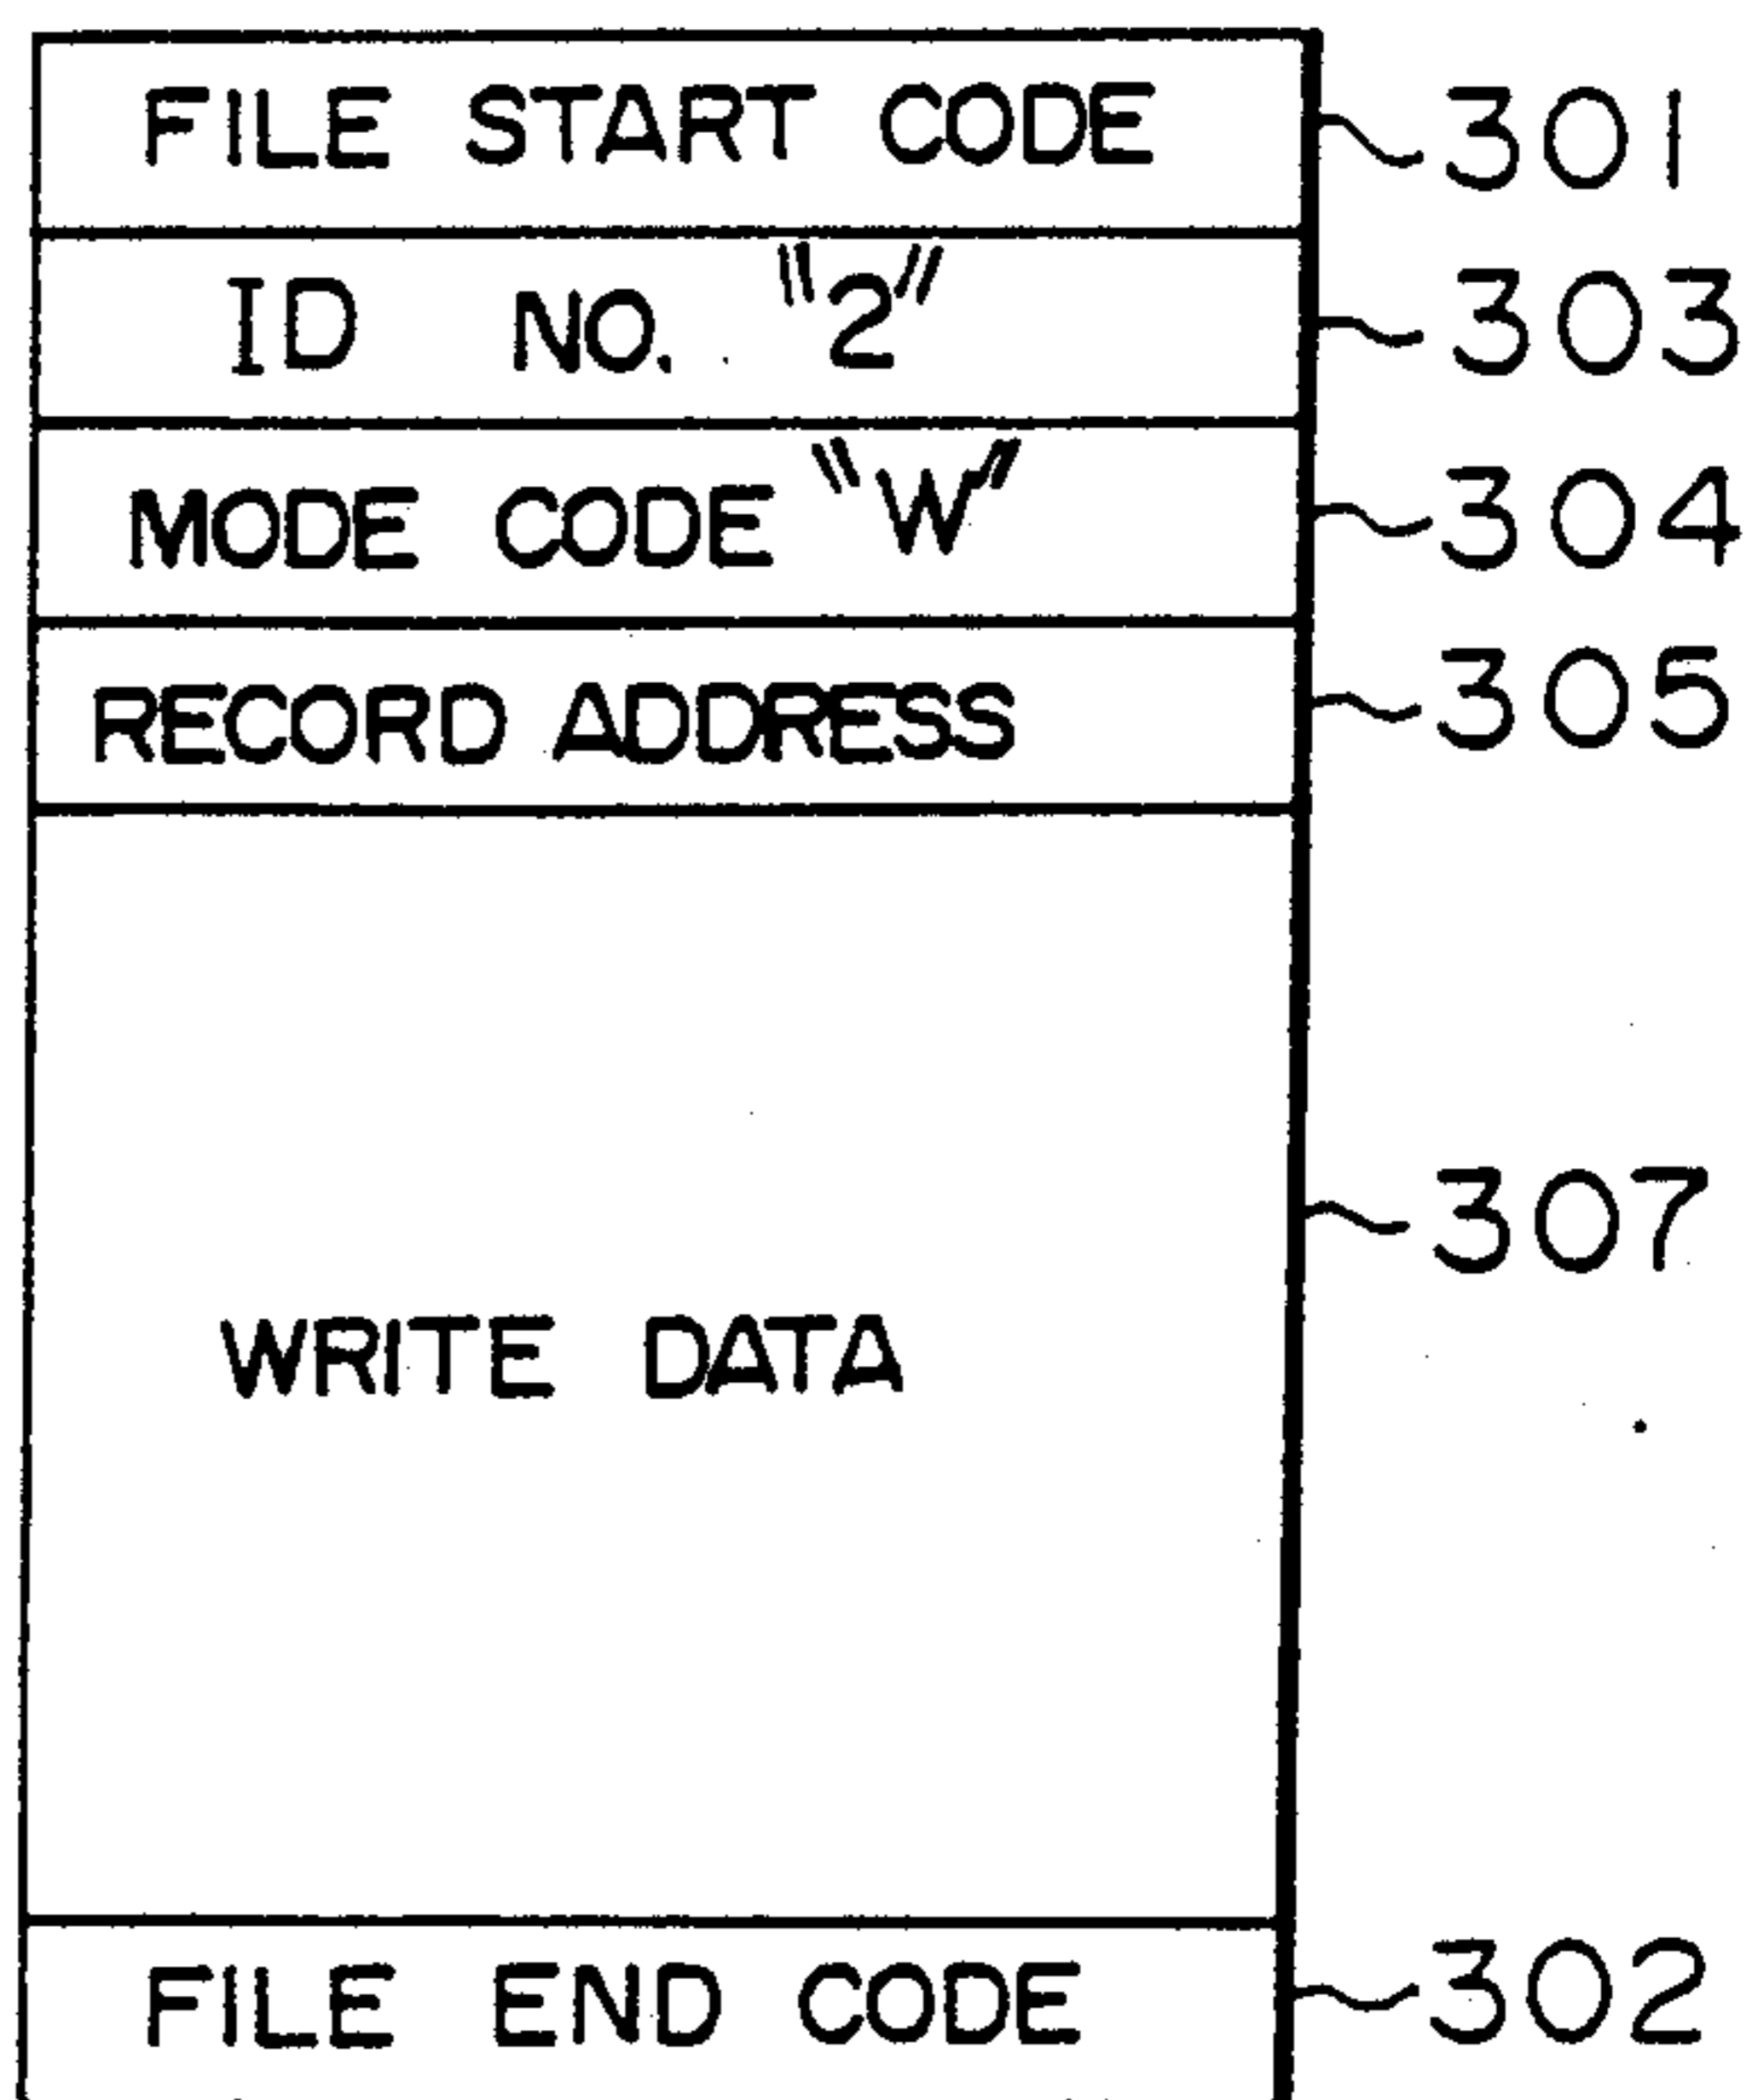 FILE START CODE 301
ID NO. "2" 303
MODE CODE "W" 304
RECORD ADDRESS 305
307
WRITE DATA
FILE END CODE 302